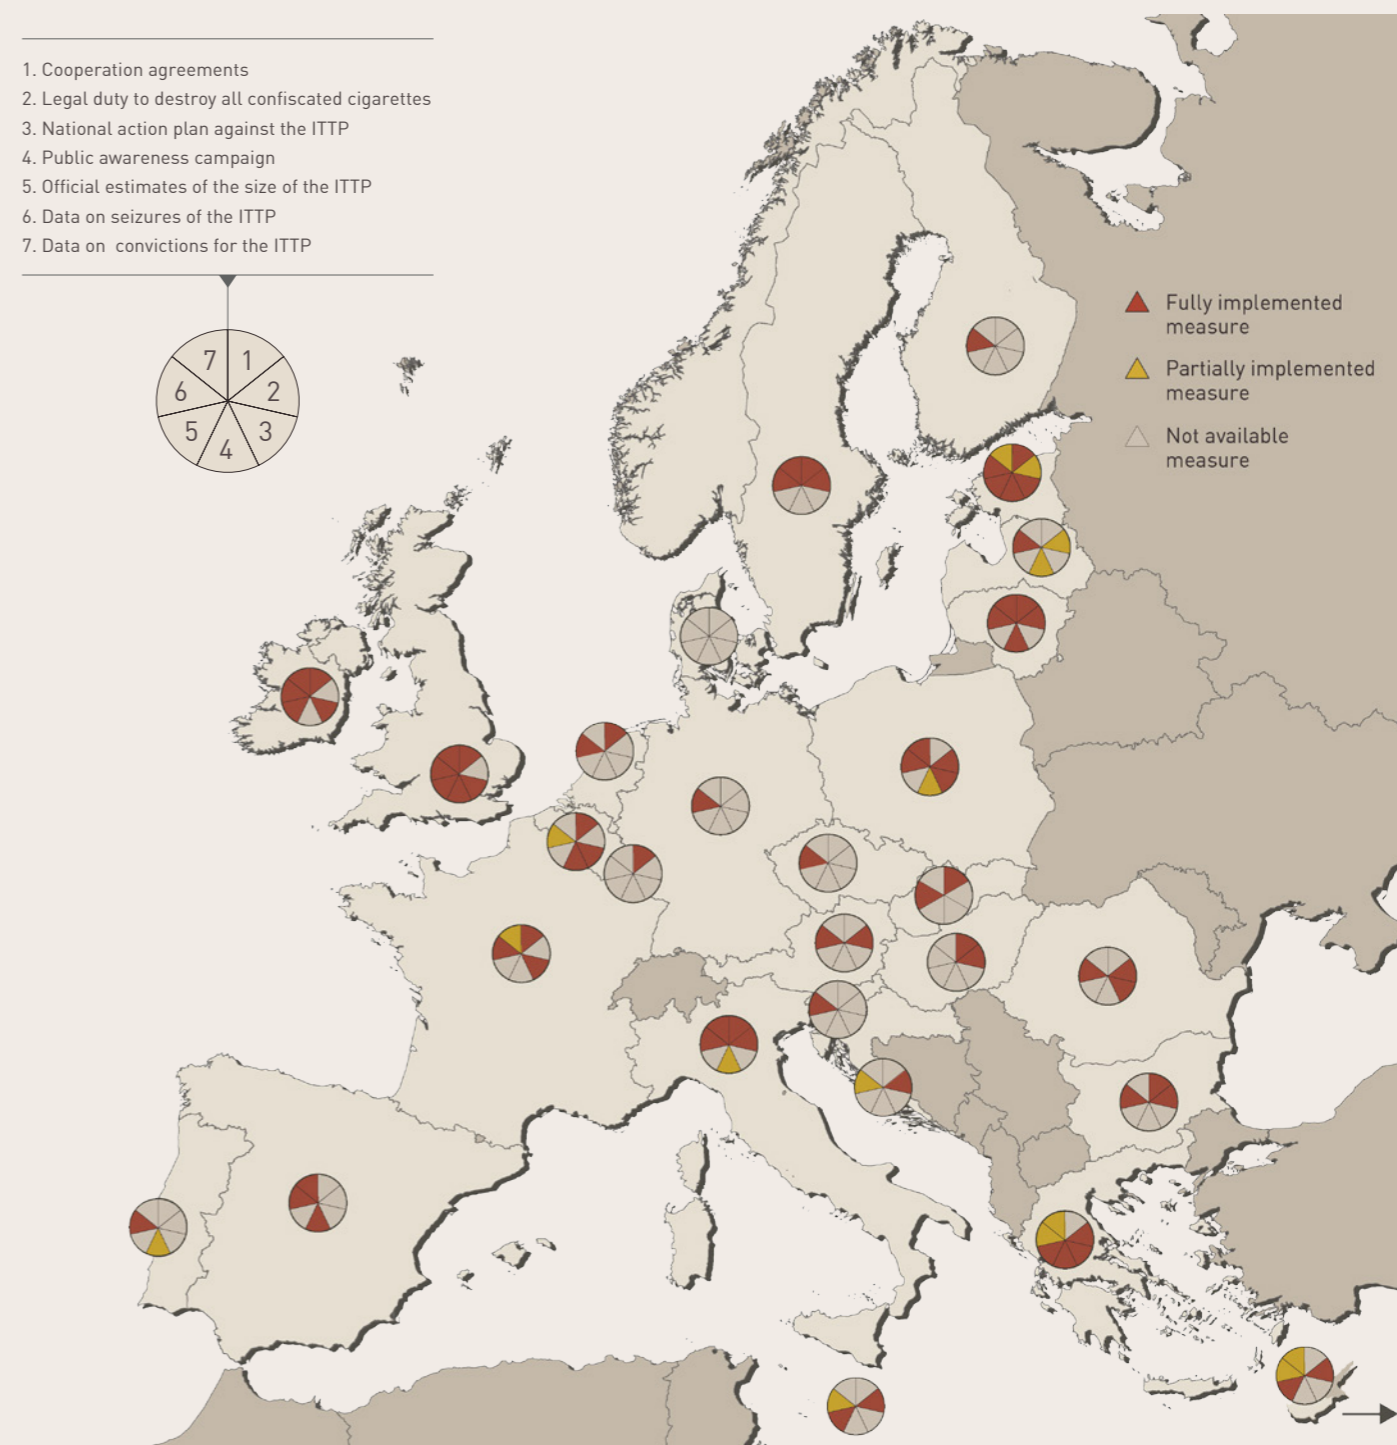 1. Cooperation agreements
2. Legal duty to destroy all confiscated cigarettes
3. National action plan against the ITTP
4. Public awareness campaign
5. Official estimates of the size of the ITTP
6. Data on seizures of the ITTP
7. Data on convictions for the ITTP
7 1
6 2
5 3
4
Fully implemented
measure
Partially implemented
measure
Not available
measure